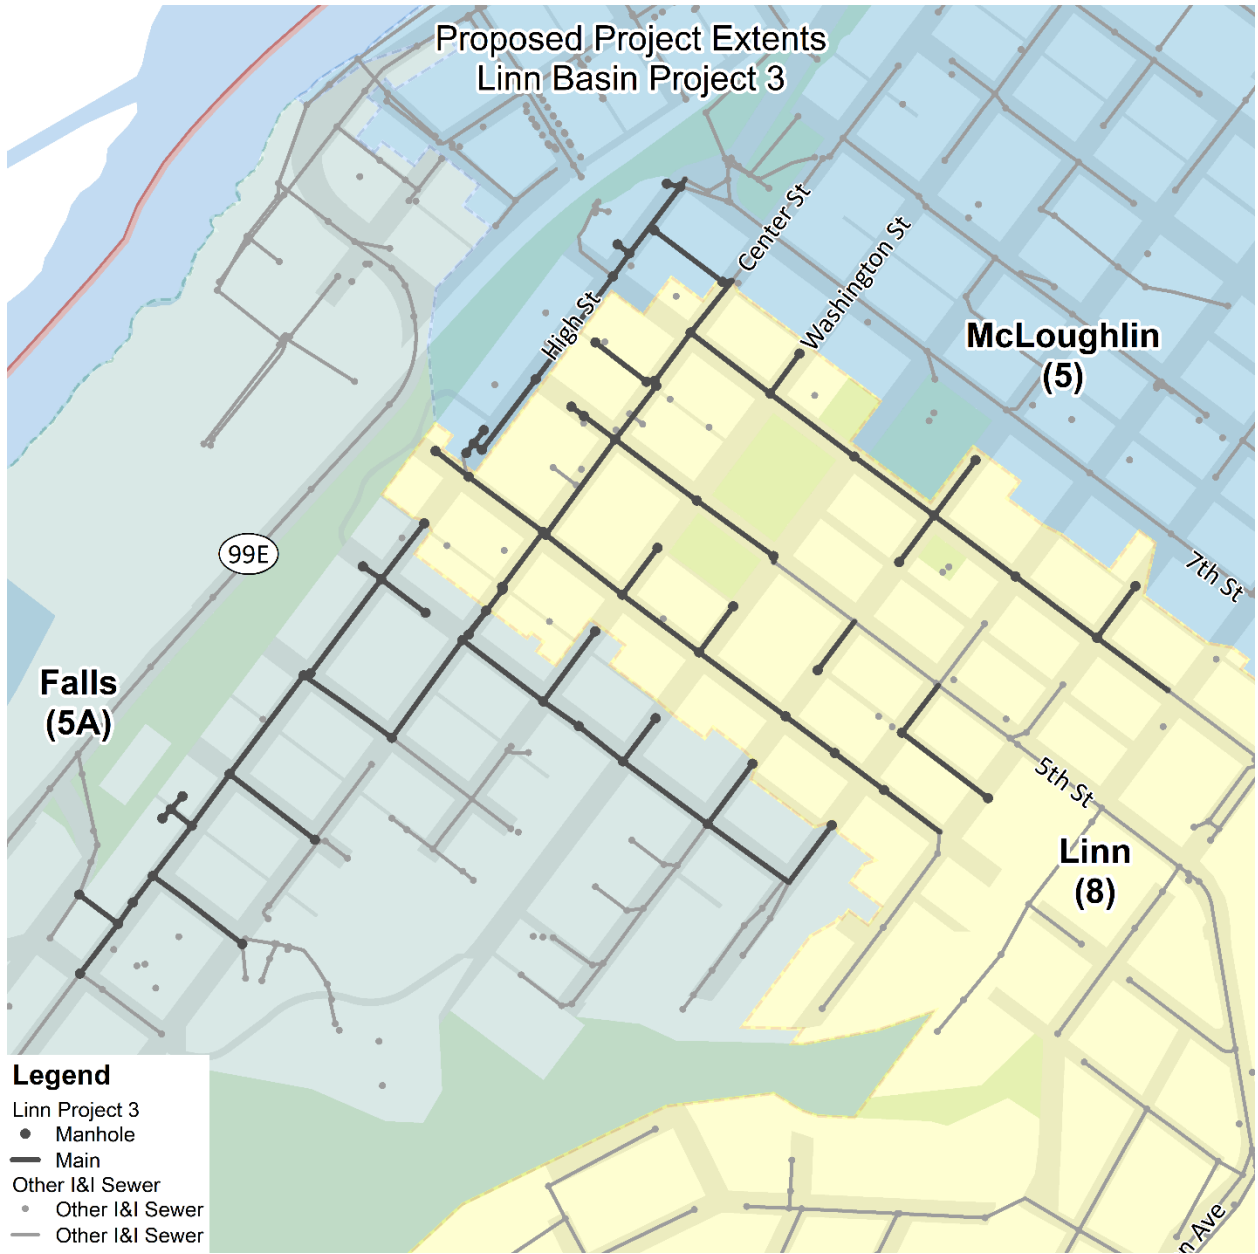 Proposed Project Extents
Linn Basin Project 3
Center St
Washington St
High St
McLoughlin
(5)
99E
7th St
Falls
(5A)
5th St
Linn
(8)
Legend
Linn Project 3
Manhole
Main
Other I&I Sewer
Other I&I Sewer
Other I&I Sewer
n Ave